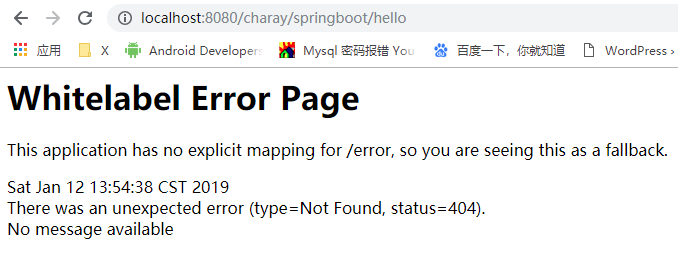 localhost:8080/charay/springboot/hello
应用 X Android Developers Mysql 密码报错 You 百度一下，你就知道 WordPress ›
Whitelabel Error Page
This application has no explicit mapping for /error, so you are seeing this as a fallback.
Sat Jan 12 13:54:38 CST 2019
There was an unexpected error (type=Not Found, status=404).
No message available